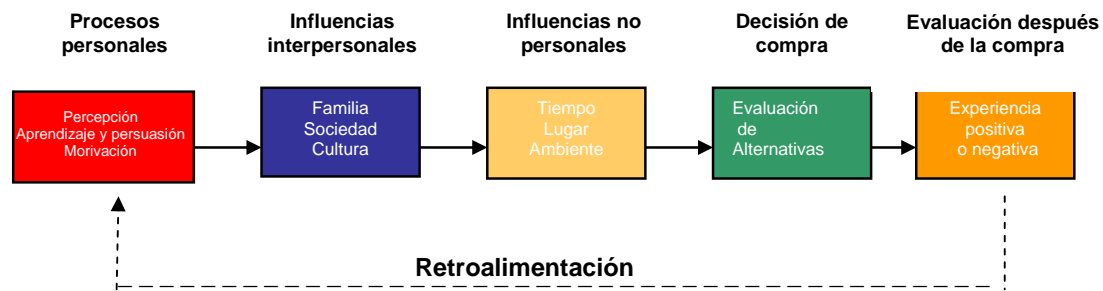 Procesos
personales
Influencias
interpersonales
Influencias no
personales
Decisión de
compra
Evaluación después
de la compra
Percepción
Aprendizaje y persuasión
Morivación
Familia
Sociedad
Cultura
Tiempo
Lugar
Ambiente
Evaluación
de
Alternativas
Experiencia
positiva
o negativa
Retroalimentación